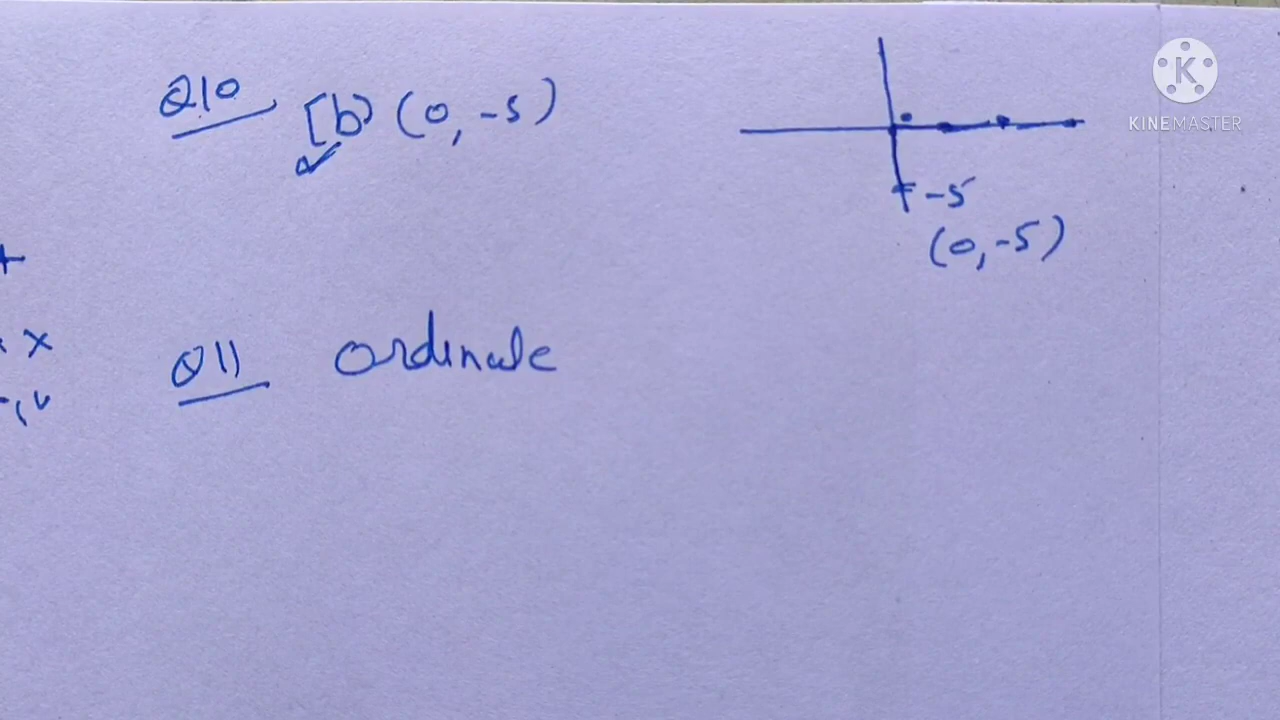 Q10 [b) (0, -5)
-5
(0, -5)
x
Q11 ordinate
K
KINEMASTER